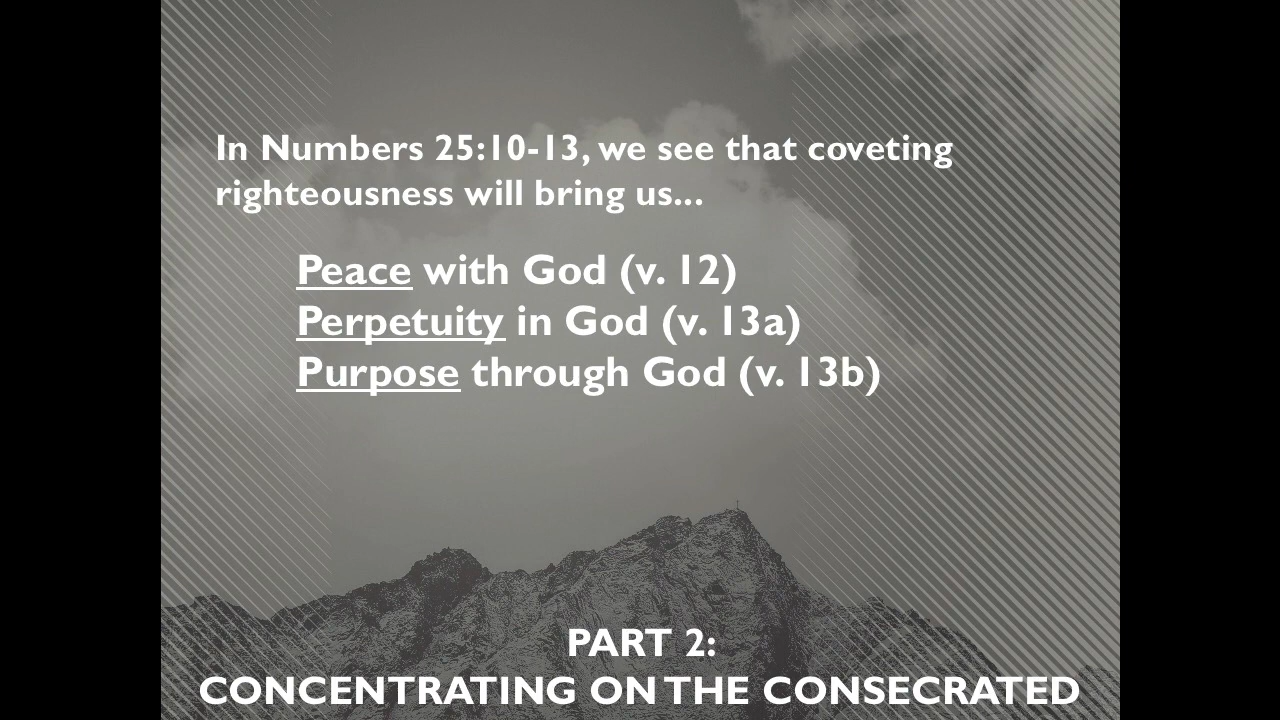 In Numbers 25:10-13, we see that coveting
righteousness will bring us...
Peace with God (v. 12)
Perpetuity in God (v. 13a)
Purpose through God (v. 13b)
PART 2:
CONCENTRATING ON THE CONSECRATED